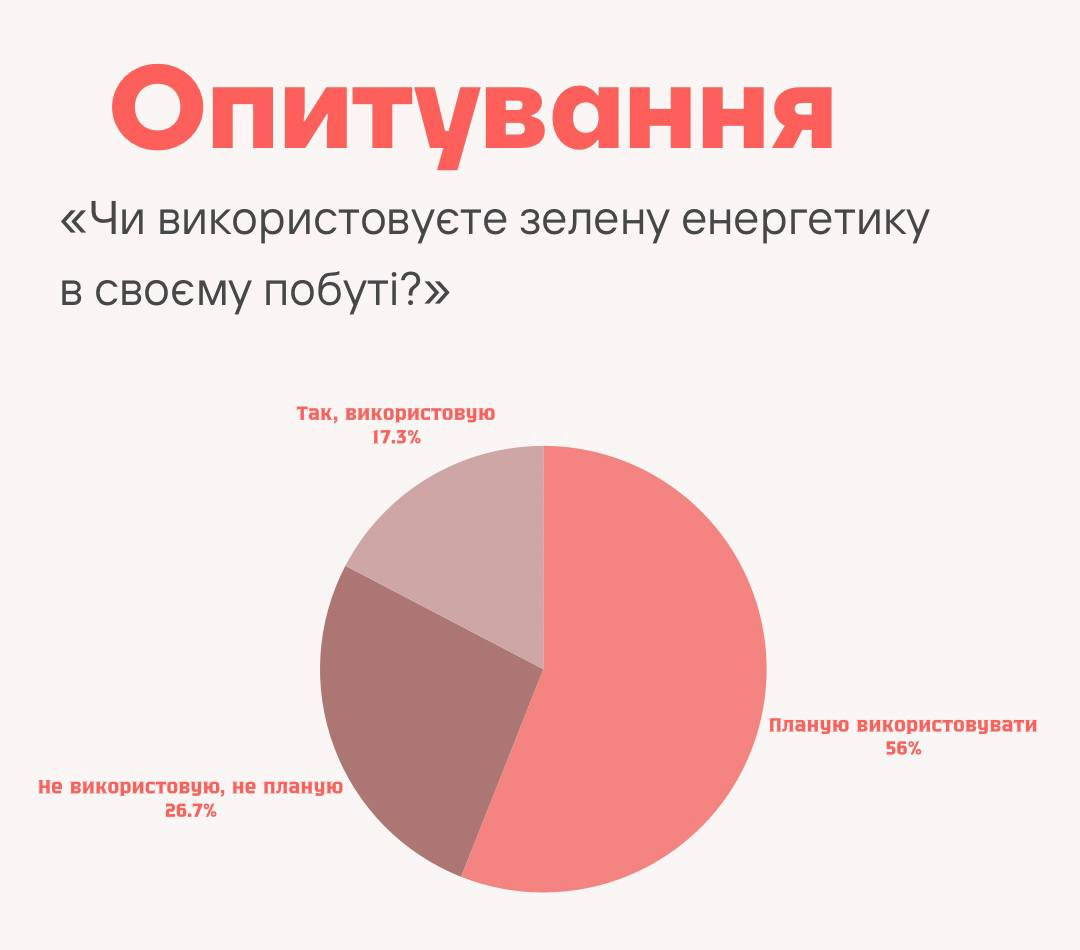 Опитування
«Чи використовуєте зелену енергетику
в своєму побуті?»
Так, використовую
17.3%
Планую використовувати
56%
Не використовую, не планую
26.7%